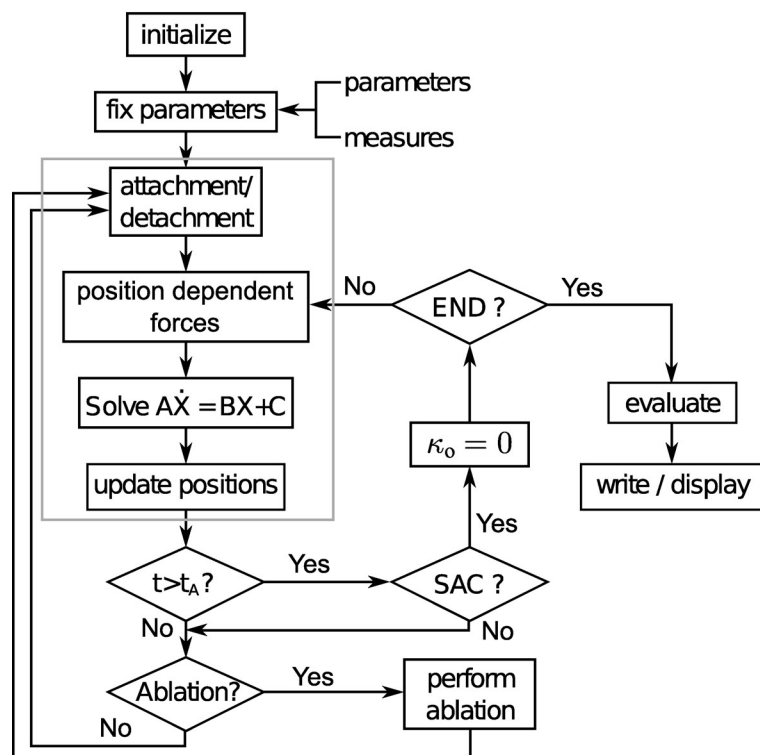 initialize
fix parameters
parameters
measures
attachment/
detachment
position dependent
forces
No
END ?
Yes
Solve AẊ = BX+C
evaluate
κₒ = 0
update positions
write / display
Yes
t>t_A?
Yes
SAC ?
No
No
Ablation?
Yes
perform
ablation
No